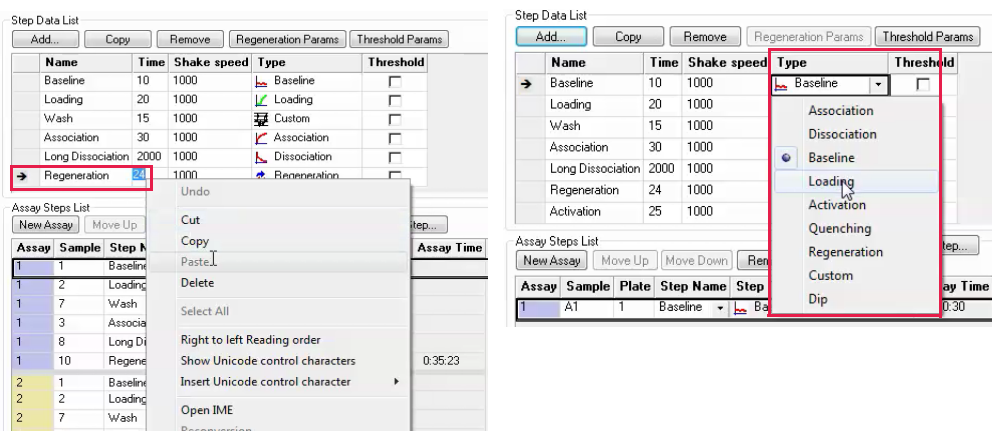 Step Data List
Add... Copy Remove Regeneration Params Threshold Params
Name Time Shake speed Type Threshold
Baseline 10 1000 Baseline
Loading 20 1000 Loading
Wash 15 1000 Custom
Association 30 1000 Association
Long Dissociation 2000 1000 Dissociation
Regeneration 24 1000 Regeneration
Undo
Cut
Copy
Paste
Delete
Select All
Right to left Reading order
Show Unicode control characters
Insert Unicode control character
Open IME
Reconversion
Assay Steps List
New Assay Move Up tep...
Assay Sample Step N Assay Time
1 1 Baseline
1 2 Loading
1 7 Wash
1 3 Associa
1 8 Long Di
1 10 Regene 0:35:23
2 1 Baseline
2 2 Loading
2 7 Wash
Step Data List
Add... Copy Remove Regeneration Params Threshold Params
Name Time Shake speed Type Threshold
Baseline 10 1000 Baseline
Loading 20 1000
Wash 15 1000
Association 30 1000
Long Dissociation 2000 1000
Regeneration 24 1000
Activation 25 1000
Association
Dissociation
Baseline
Loading
Activation
Quenching
Regeneration
Custom
Dip
Assay Steps List
New Assay Move Up Move Down Ren tep...
Assay Sample Plate Step Name Step ay Time
1 A1 1 Baseline Ba 0:30